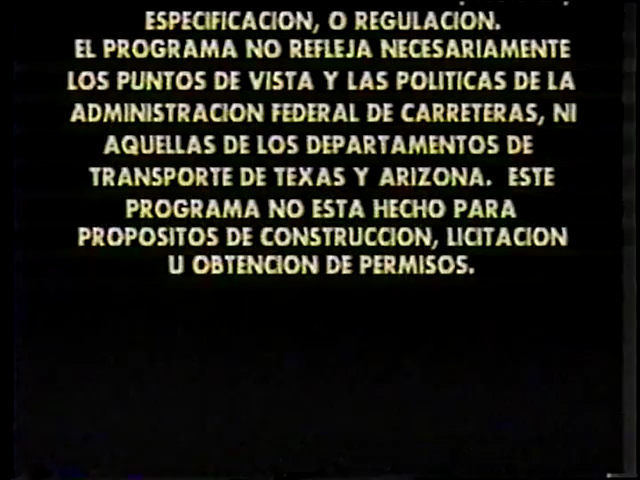 ESPECIFICACION, O REGULACION.
EL PROGRAMA NO REFLEJA NECESARIAMENTE
LOS PUNTOS DE VISTA Y LAS POLITICAS DE LA
ADMINISTRACION FEDERAL DE CARRETERAS, NI
AQUELLAS DE LOS DEPARTAMENTOS DE
TRANSPORTE DE TEXAS Y ARIZONA. ESTE
PROGRAMA NO ESTA HECHO PARA
PROPOSITOS DE CONSTRUCCION, LICITACION
U OBTENCION DE PERMISOS.